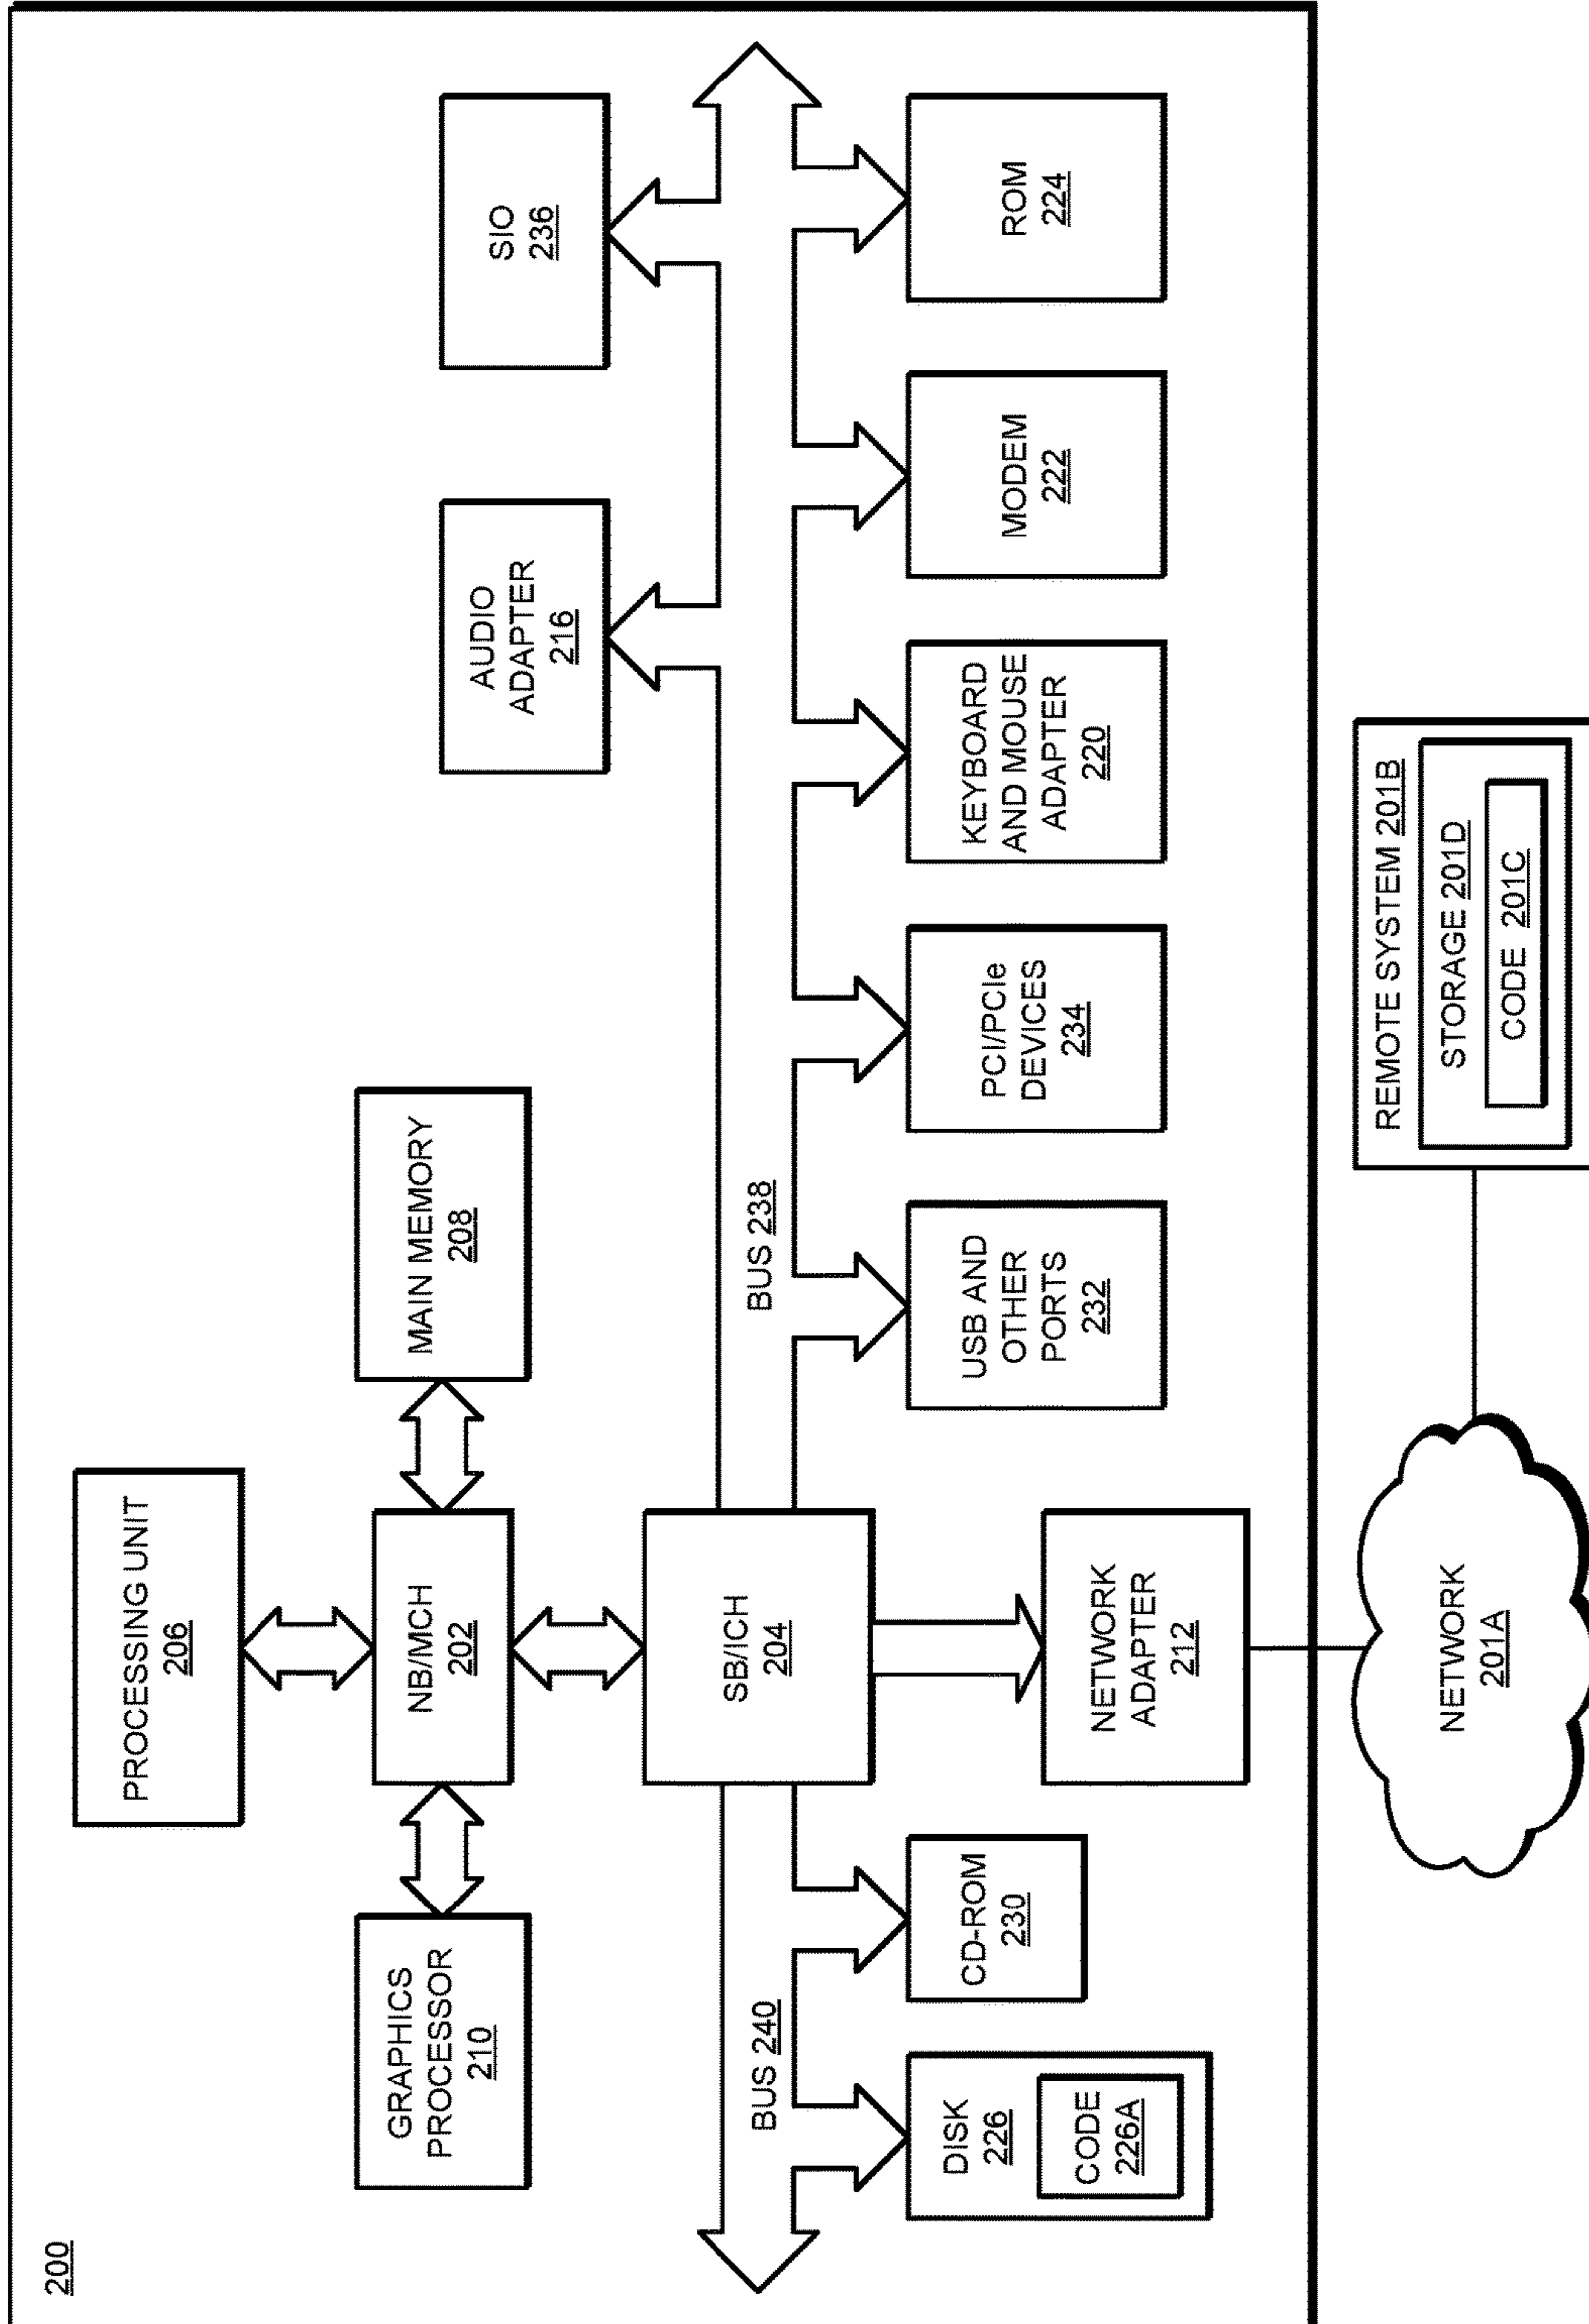 200
PROCESSING UNIT
206
GRAPHICS
PROCESSOR
210
NB/MCH
202
MAIN MEMORY
208
AUDIO
ADAPTER
216
SIO
236
SB/ICH
204
BUS 240
BUS 238
DISK
226
CODE
226A
CD-ROM
230
NETWORK
ADAPTER
212
USB AND
OTHER
PORTS
232
PCI/PCIe
DEVICES
234
KEYBOARD
AND MOUSE
ADAPTER
220
MODEM
222
ROM
224
NETWORK
201A
REMOTE SYSTEM 201B
STORAGE 201D
CODE 201C